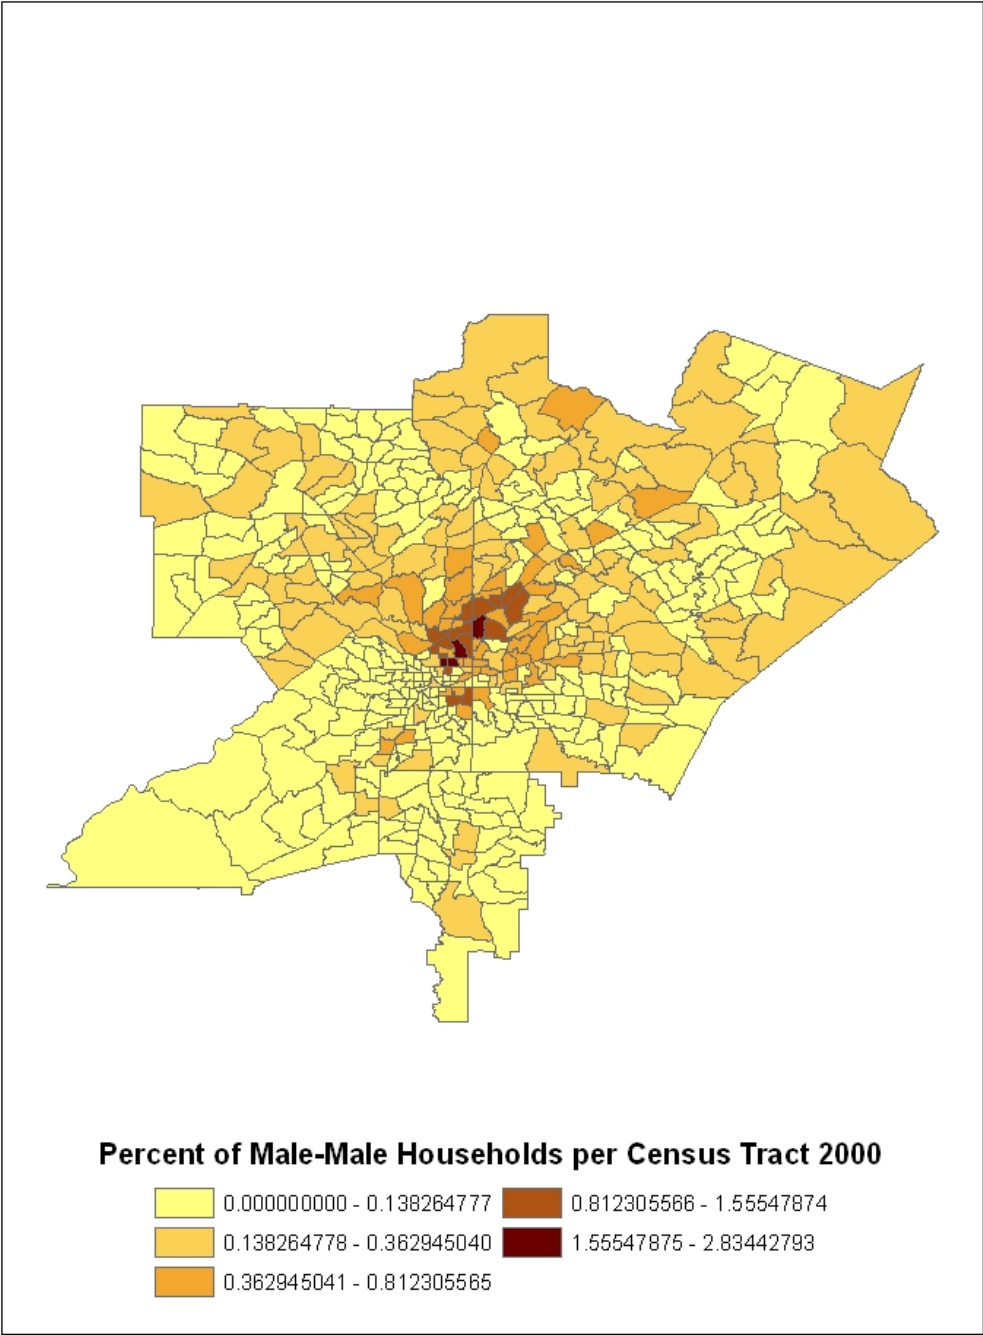 Percent of Male-Male Households per Census Tract 2000
0.000000000 - 0.138264777
0.138264778 - 0.362945040
0.362945041 - 0.812305565
0.812305566 - 1.55547874
1.55547875 - 2.83442793